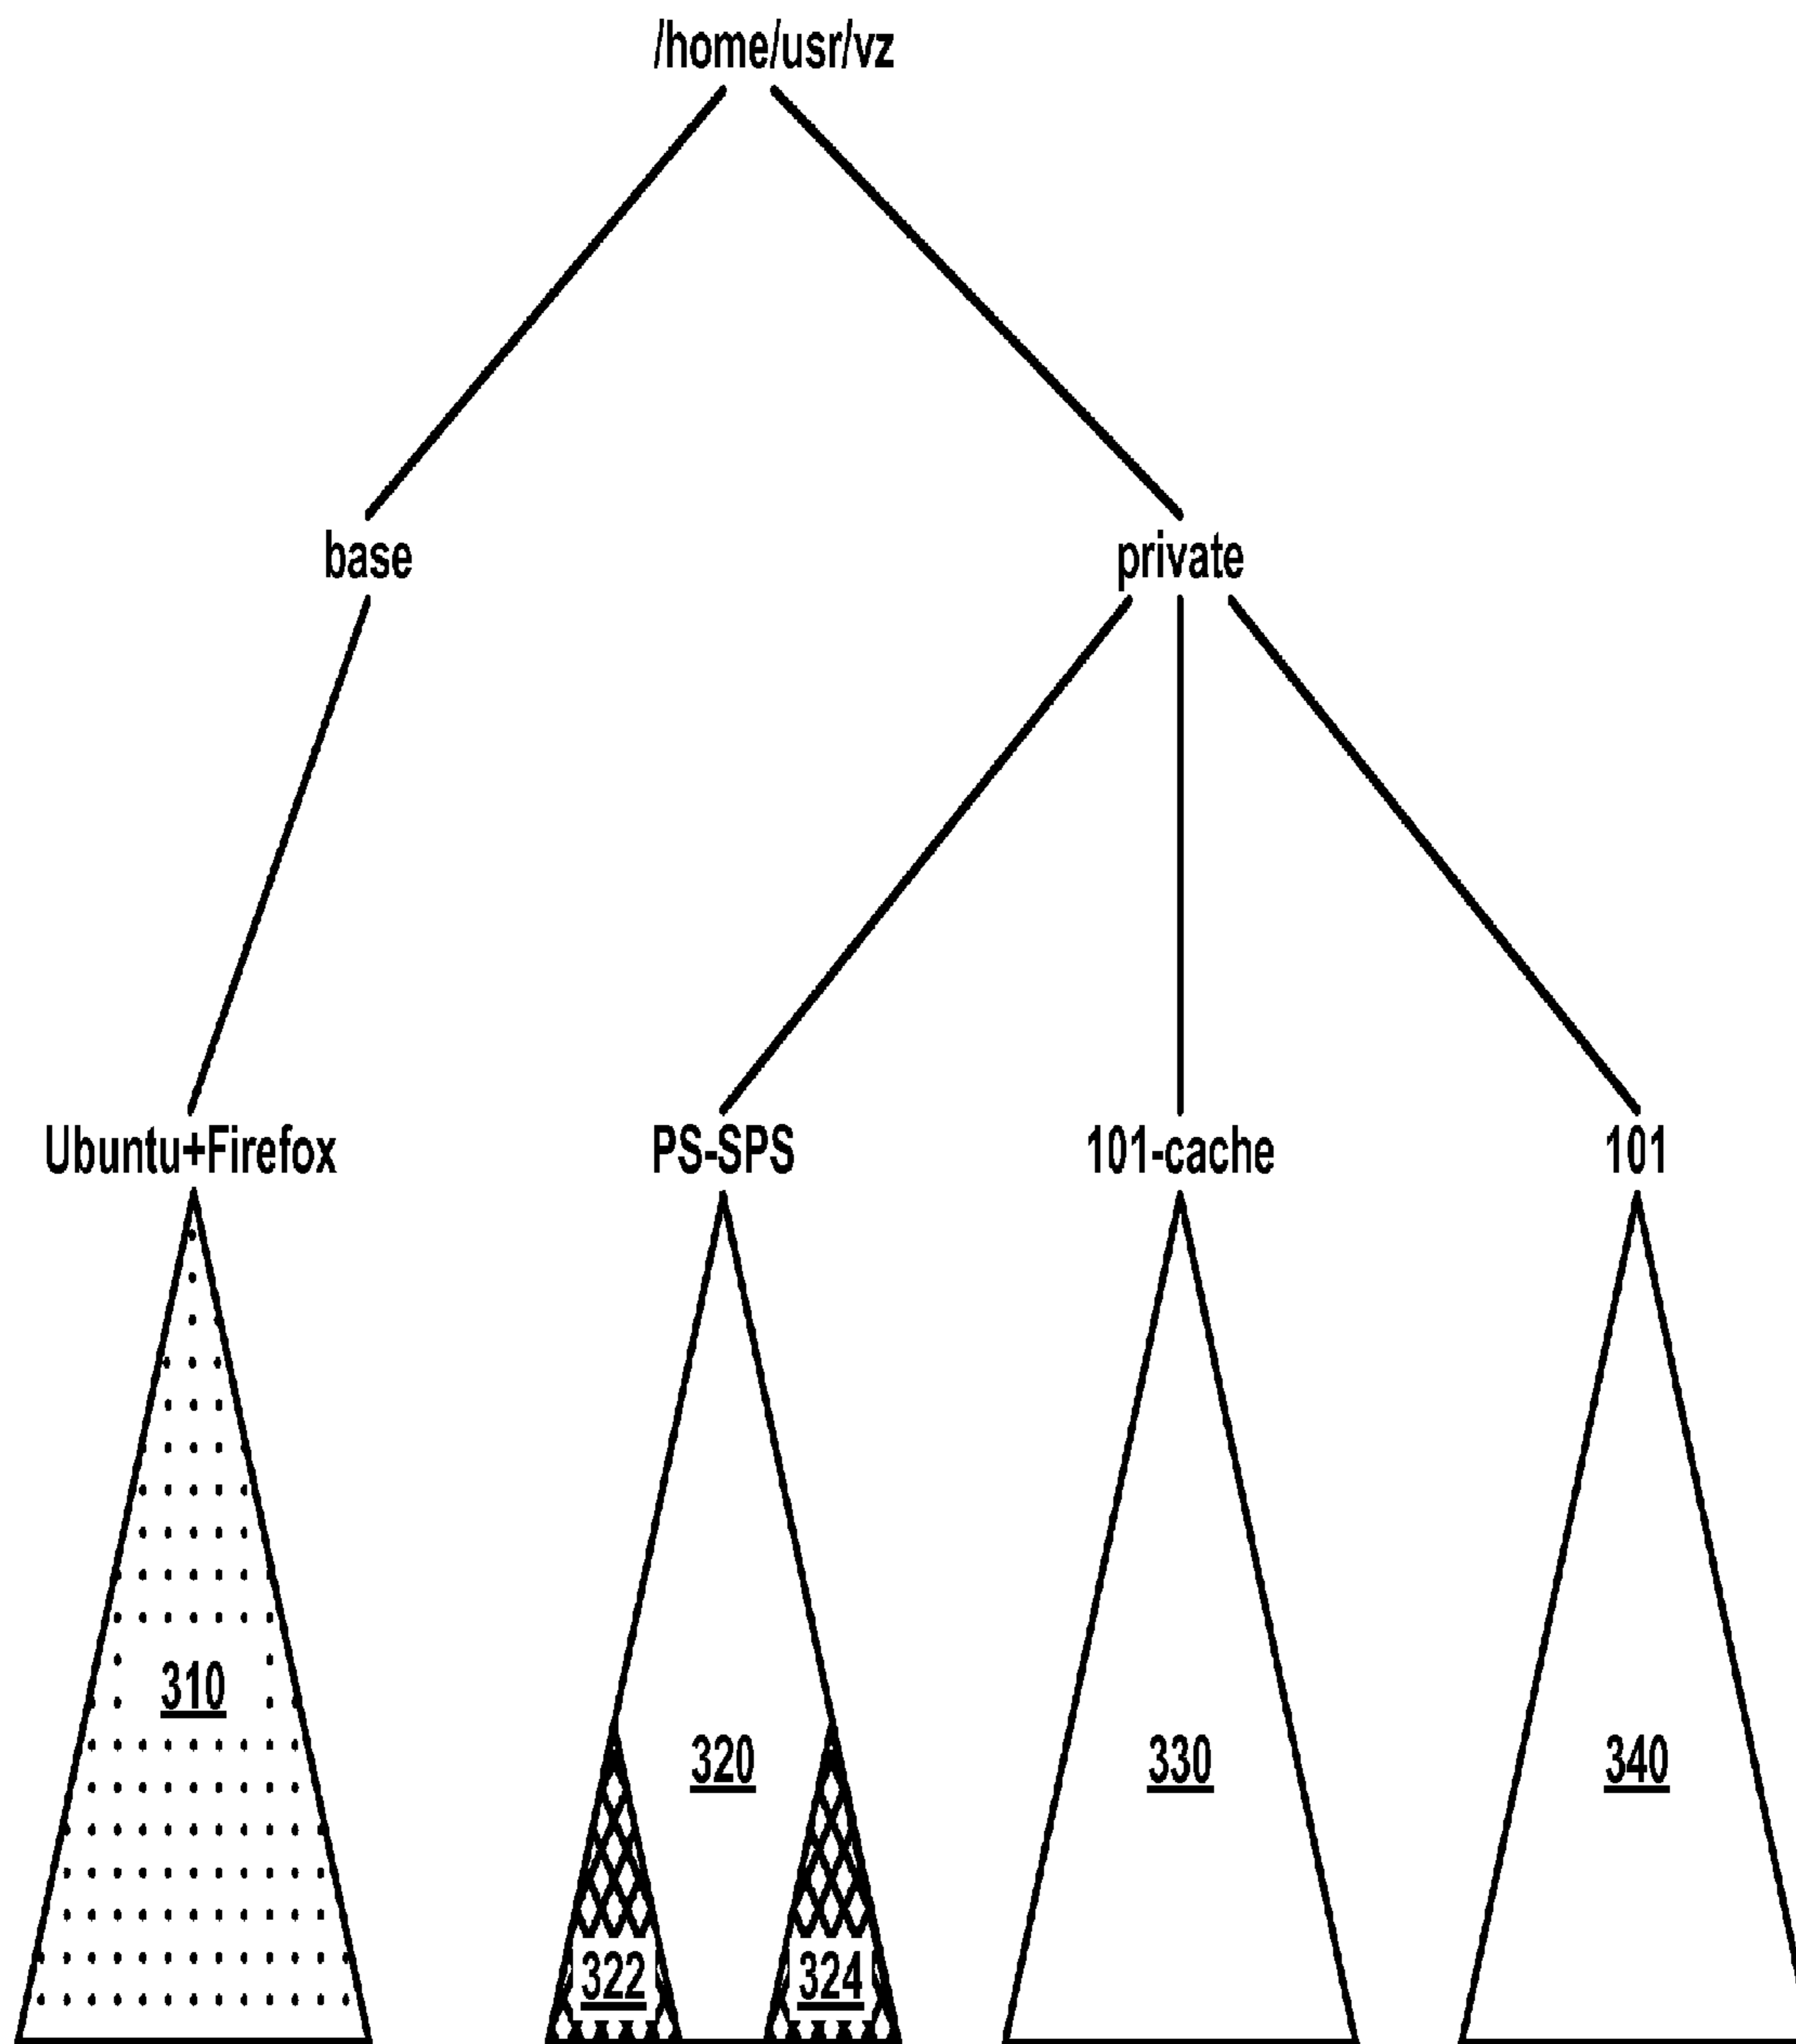 /home/usr/vz
base
private
Ubuntu+Firefox
PS-SPS
101-cache
101
310
320
330
340
322
324